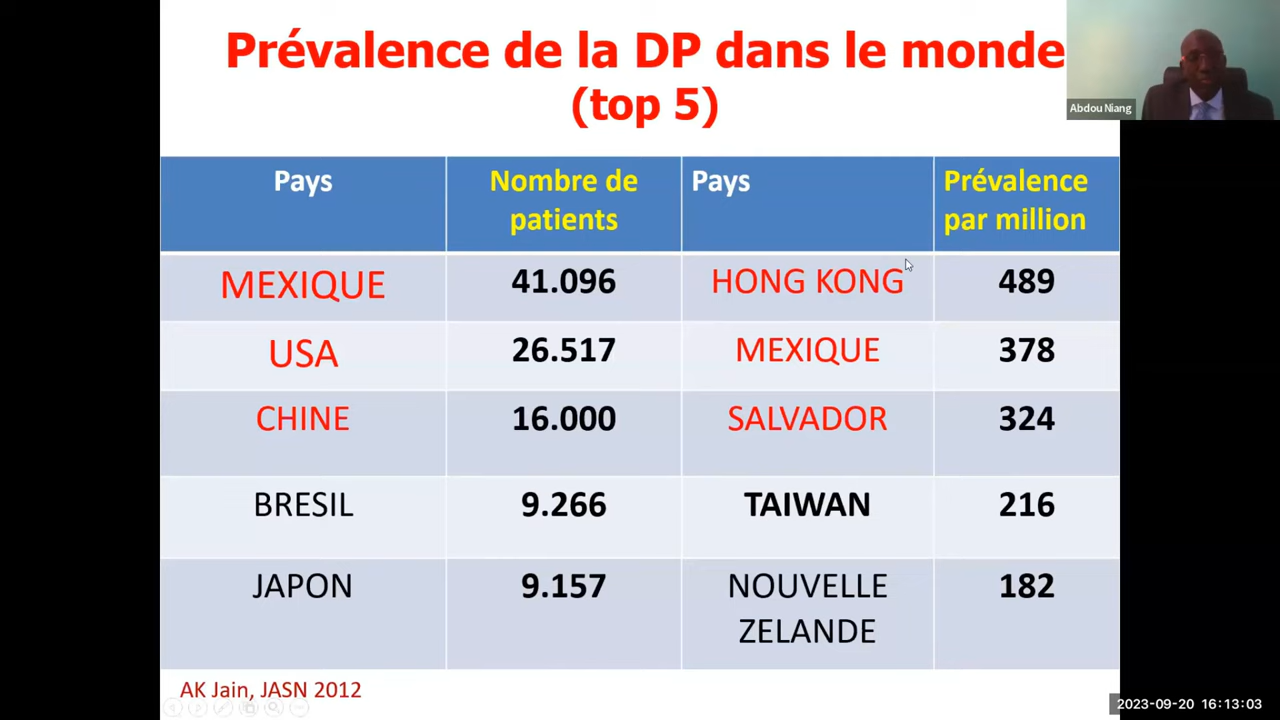 Prévalence de la DP dans le monde
(top 5)
Abdou Niang
Pays
Nombre de
patients
Pays
Prévalence
par million
MEXIQUE
41.096
HONG KONG
489
USA
26.517
MEXIQUE
378
CHINE
16.000
SALVADOR
324
BRESIL
9.266
TAIWAN
216
JAPON
9.157
NOUVELLE
ZELANDE
182
AK Jain, JASN 2012
2023-09-20 16:13:03